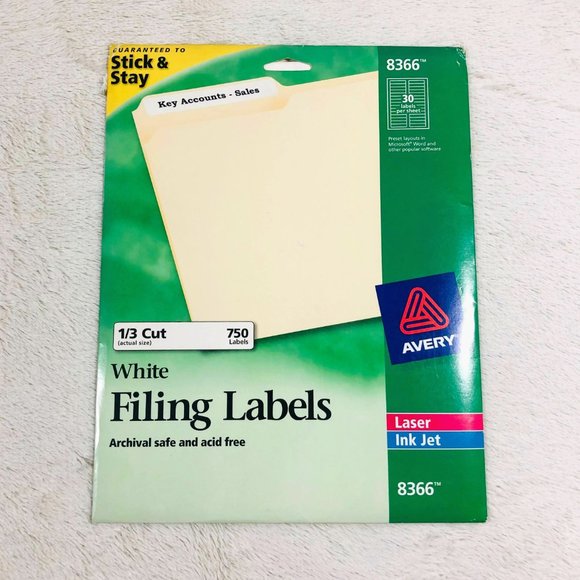 GUARANTEED TO
Stick &
Stay
Key Accounts - Sales
8366™
30
labels
per sheet
Preset layouts in
Microsoft® Word and
other popular software
1/3 Cut
(actual size)
750
Labels
AVERY
White
Filing Labels
Archival safe and acid free
Laser
Ink Jet
8366™